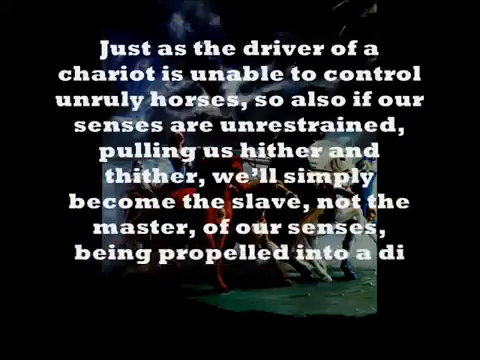 Just as the driver of a
chariot is unable to control
unruly horses, so also if our
senses are unrestrained,
pulling us hither and
thither, we'll simply
become the slave, not the
master, of our senses,
being propelled into a di